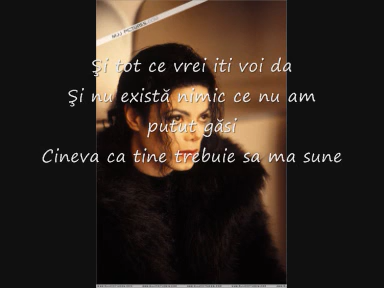 Şi tot ce vrei iti voi da
Şi nu există nimic ce nu am
putut găsi
Cineva ca tine trebuie sa ma sune